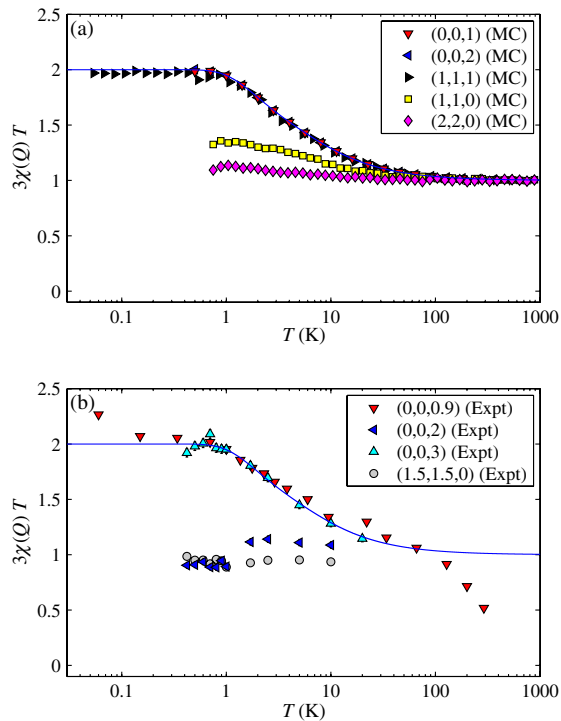 (a)
2.5
2
1.5
1
0.5
0
3χ(Q) T
(0,0,1) (MC)
(0,0,2) (MC)
(1,1,1) (MC)
(1,1,0) (MC)
(2,2,0) (MC)
0.1 1 10 100 1000
T (K)
(b)
2.5
2
1.5
1
0.5
0
3χ(Q) T
(0,0,0.9) (Expt)
(0,0,2) (Expt)
(0,0,3) (Expt)
(1.5,1.5,0) (Expt)
0.1 1 10 100 1000
T (K)